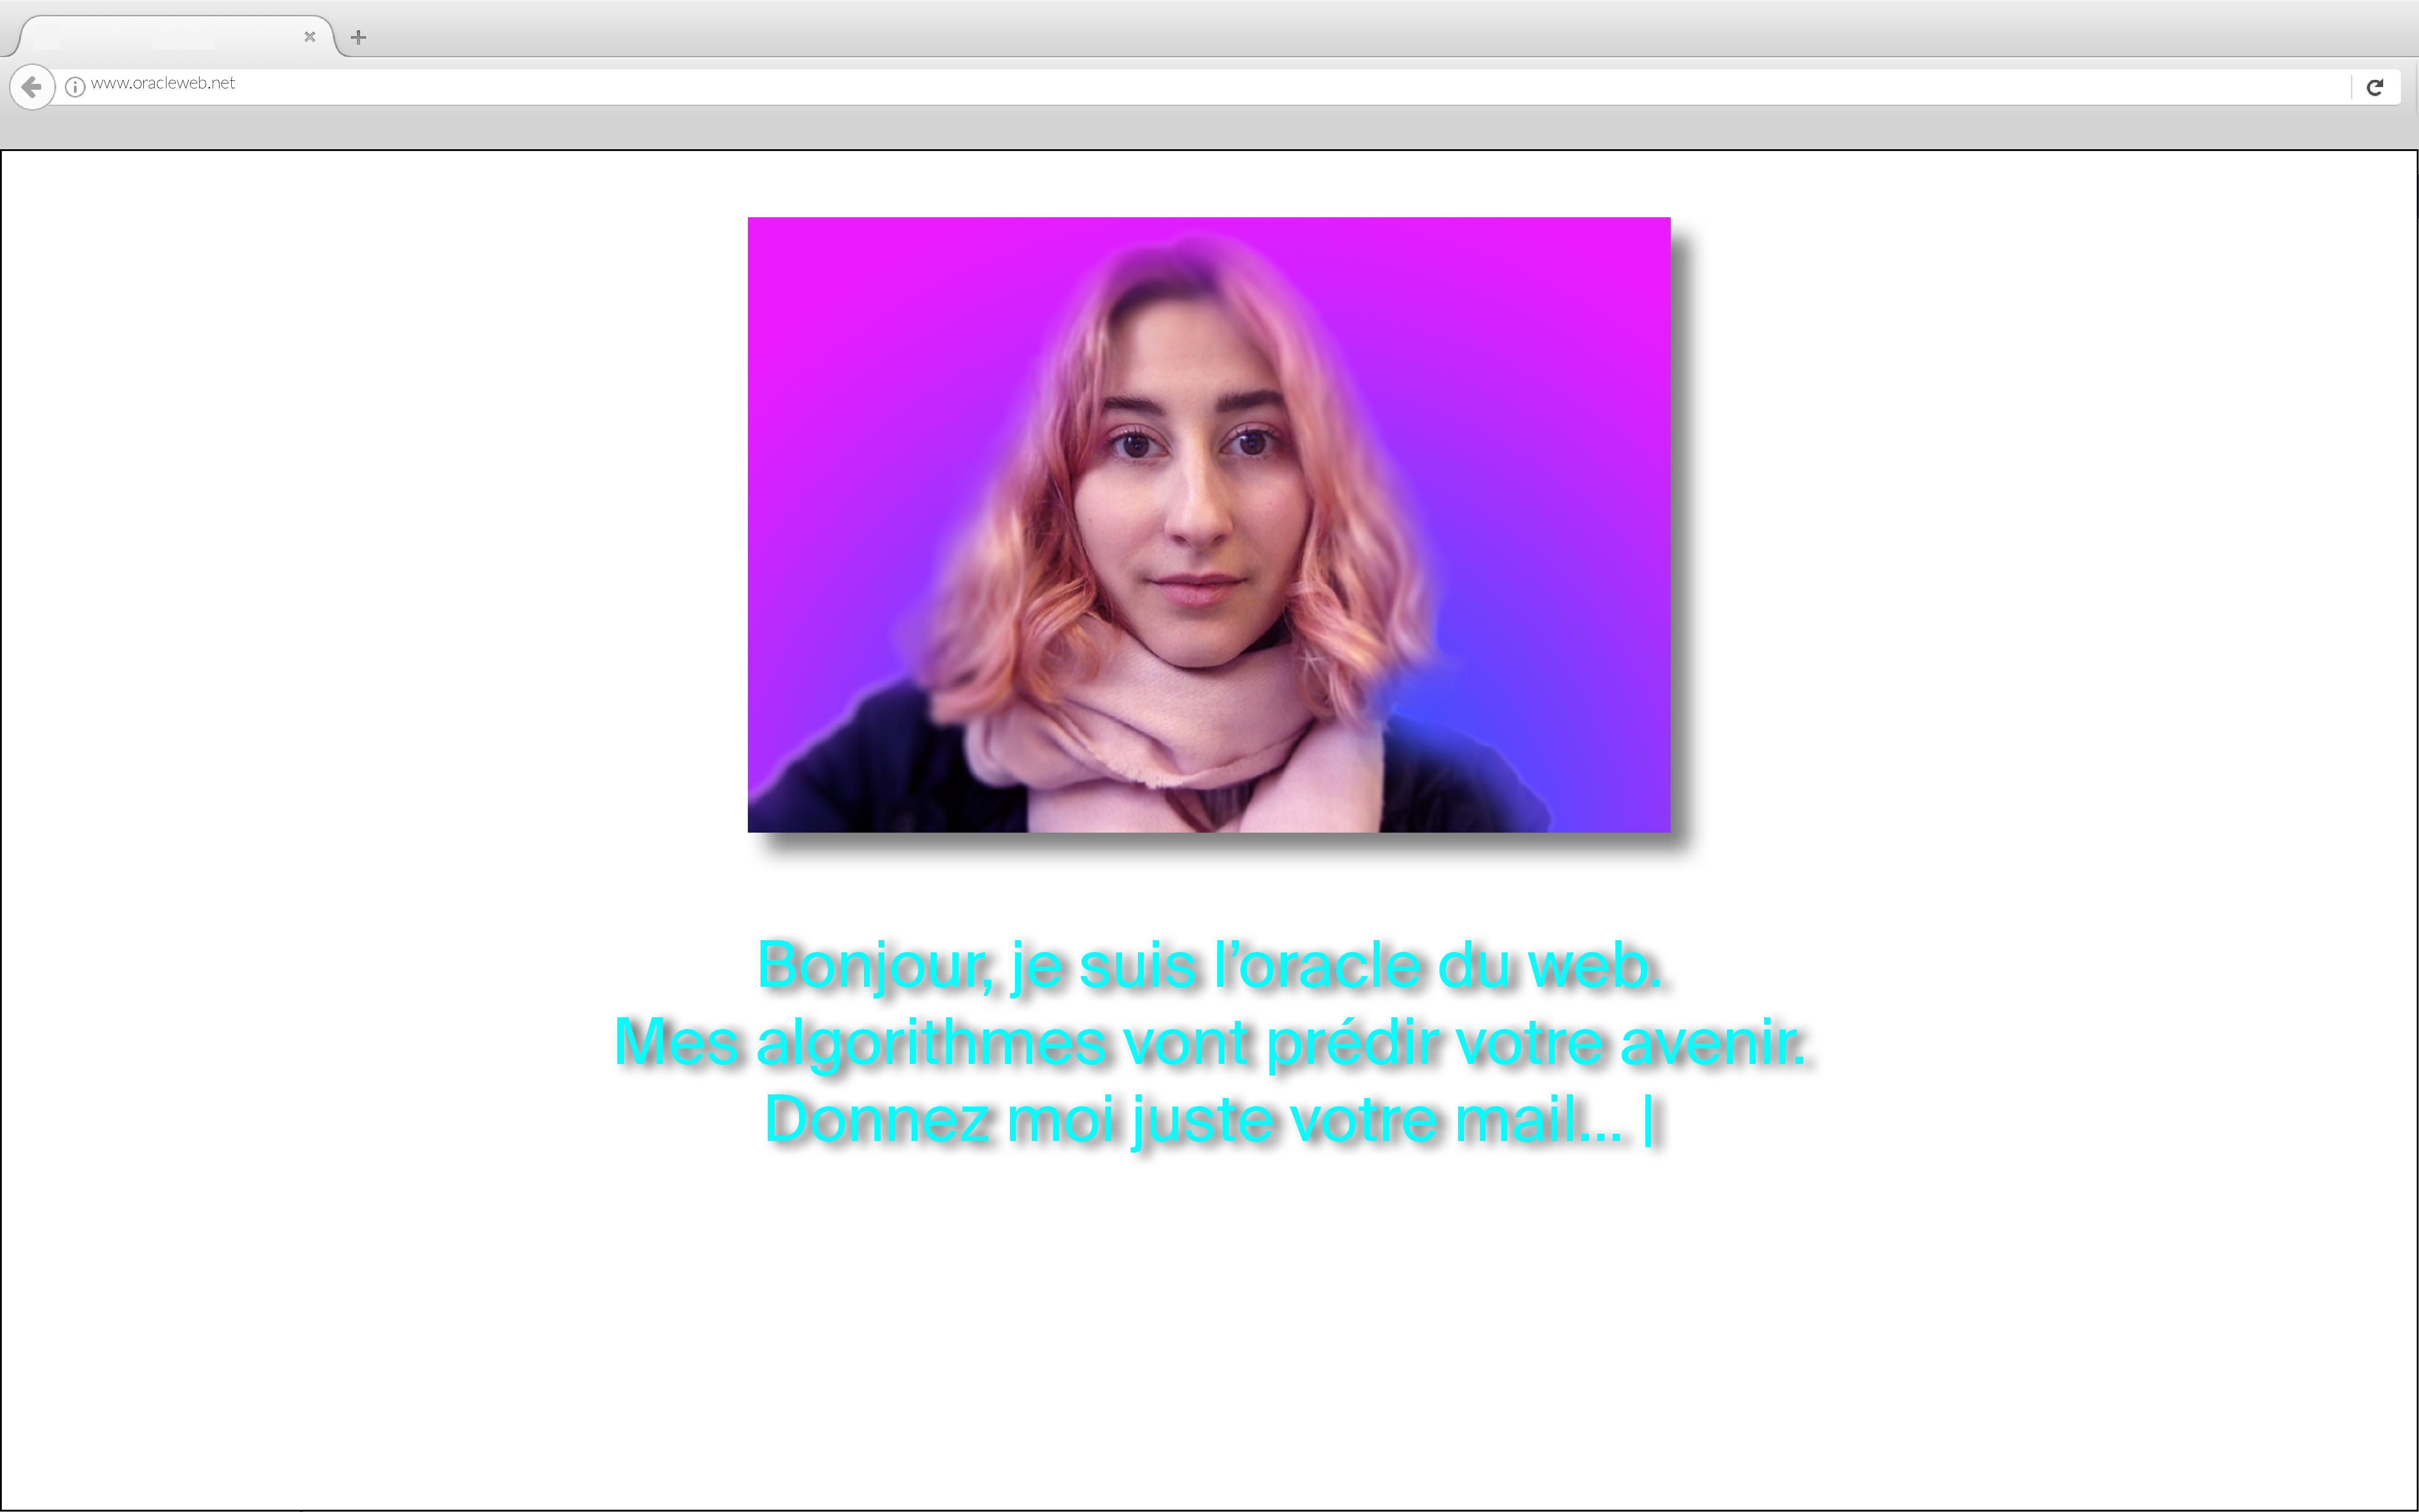 www.oracleweb.net
Bonjour, je suis l’oracle du web.
Mes algorithmes vont prédir votre avenir.
Donnez moi juste votre mail... |